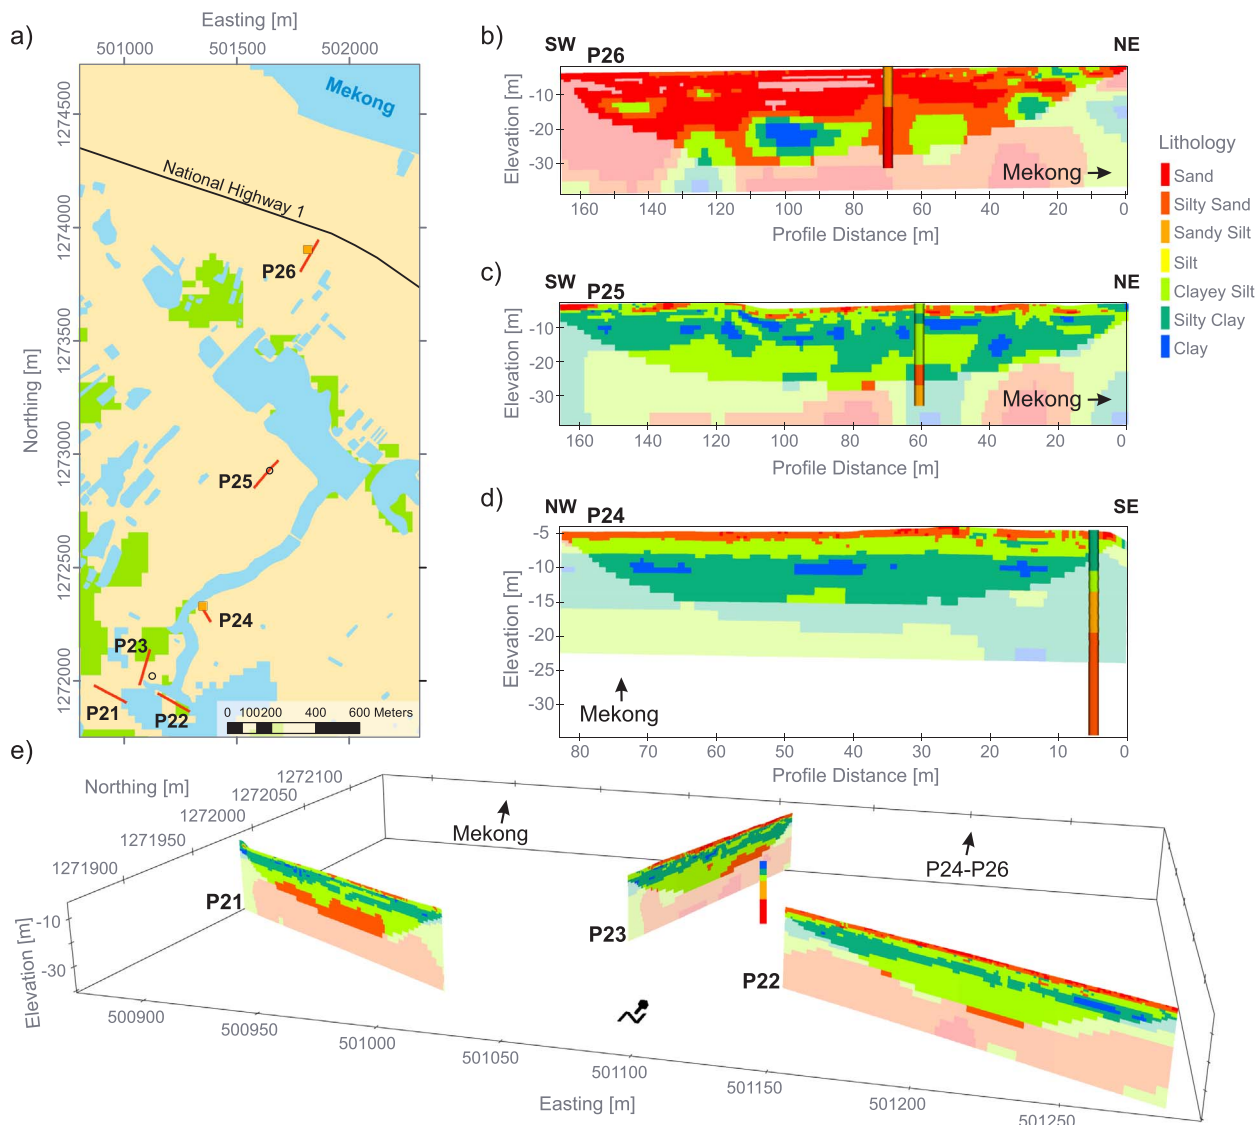 a)
Easting [m]
501000 501500 502000
Northing [m]
1274500
1274000
1273500
1273000
1272500
1272000
Mekong
National Highway 1
P26
P25
P24
P23
P21
P22
0 100 200 400 600 Meters
b)
SW P26 NE
Elevation [m]
-10
-20
-30
Mekong
160 140 120 100 80 60 40 20 0
Profile Distance [m]
c)
SW P25 NE
Elevation [m]
-10
-20
-30
Mekong
160 140 120 100 80 60 40 20 0
Profile Distance [m]
d)
NW P24 SE
Elevation [m]
-5
-10
-15
-20
-25
-30
Mekong
80 70 60 50 40 30 20 10 0
Profile Distance [m]
Lithology
Sand
Silty Sand
Sandy Silt
Silt
Clayey Silt
Silty Clay
Clay
e)
Northing [m]
1272100
1272050
1272000
1271950
1271900
Mekong
P24-P26
P21
P23
P22
Elevation [m]
-10
-30
500900
500950
501000
501050
501100
501150
501200
501250
Easting [m]